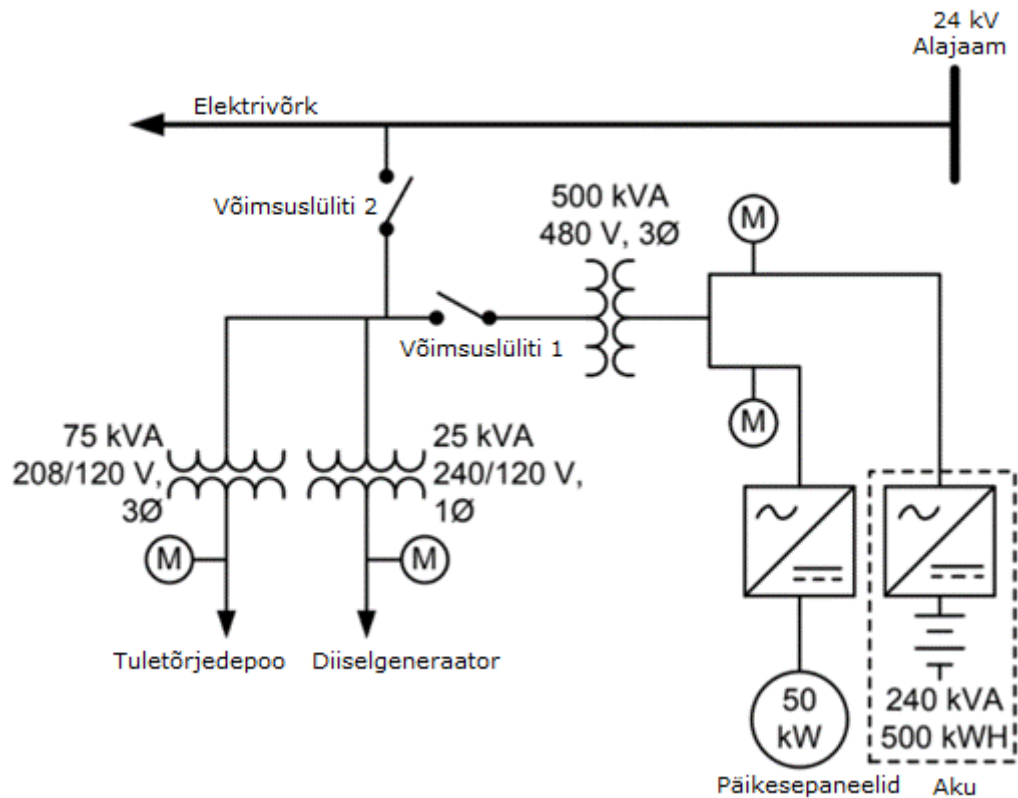 24 kV
Alajaam
Elektrivõrk
Võimsuslüliti 2
500 kVA
480 V, 3Ø
M
Võimsuslüliti 1
M
75 kVA
208/120 V,
3Ø
25 kVA
240/120 V,
1Ø
M
M
Tuletõrjedepoo
Diiselgeneraator
50
kW
240 kVA
500 kWH
Päikesepaneelid
Aku